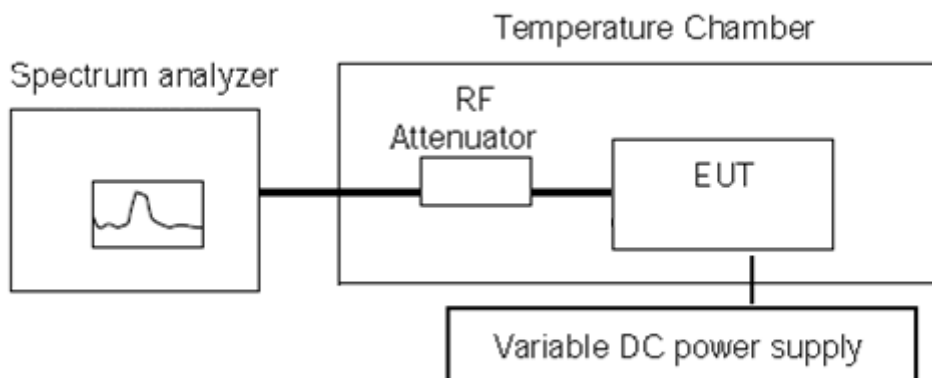 Temperature Chamber
Spectrum analyzer
RF
Attenuator
EUT
Variable DC power supply